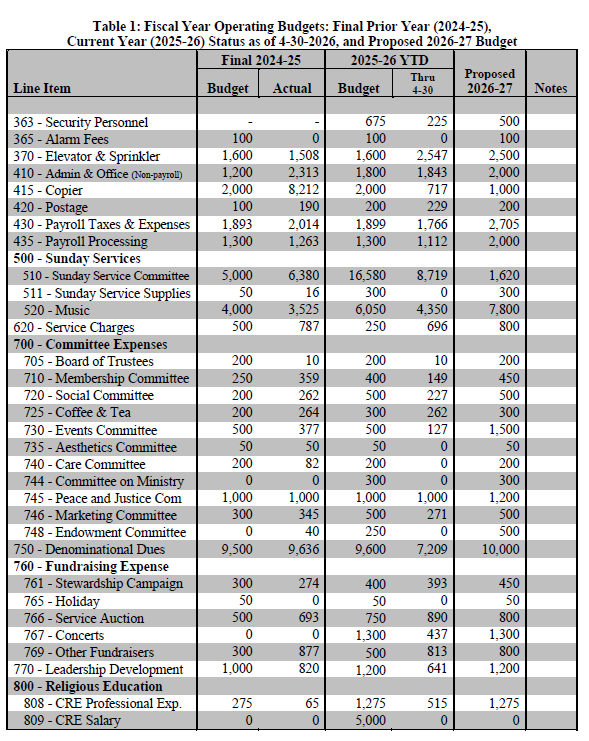 Table 1: Fiscal Year Operating Budgets: Final Prior Year (2024-25),
Current Year (2025-26) Status as of 4-30-2026, and Proposed 2026-27 Budget
Final 2024-25 2025-26 YTD
Line Item Budget Actual Budget Thru 4-30 Proposed 2026-27 Notes
363 - Security Personnel - - 675 225 500
365 - Alarm Fees 100 0 100 0 100
370 - Elevator & Sprinkler 1,600 1,508 1,600 2,547 2,500
410 - Admin & Office (Non-payroll) 1,200 2,313 1,800 1,843 2,000
415 - Copier 2,000 8,212 2,000 717 1,000
420 - Postage 100 190 200 229 200
430 - Payroll Taxes & Expenses 1,893 2,014 1,899 1,766 2,705
435 - Payroll Processing 1,300 1,263 1,300 1,112 2,000
500 - Sunday Services
510 - Sunday Service Committee 5,000 6,380 16,580 8,719 1,620
511 - Sunday Service Supplies 50 16 300 0 300
520 - Music 4,000 3,525 6,050 4,350 7,800
620 - Service Charges 500 787 250 696 800
700 - Committee Expenses
705 - Board of Trustees 200 10 200 10 200
710 - Membership Committee 250 359 400 149 450
720 - Social Committee 200 262 500 227 500
725 - Coffee & Tea 200 264 300 262 300
730 - Events Committee 500 377 500 127 1,500
735 - Aesthetics Committee 50 50 50 0 50
740 - Care Committee 200 82 200 0 200
744 - Committee on Ministry 0 0 300 0 300
745 - Peace and Justice Com 1,000 1,000 1,000 1,000 1,200
746 - Marketing Committee 300 345 500 271 500
748 - Endowment Committee 0 40 250 0 500
750 - Denominational Dues 9,500 9,636 9,600 7,209 10,000
760 - Fundraising Expense
761 - Stewardship Campaign 300 274 400 393 450
765 - Holiday 50 0 50 0 50
766 - Service Auction 500 693 750 890 800
767 - Concerts 0 0 1,300 437 1,300
769 - Other Fundraisers 300 877 500 813 800
770 - Leadership Development 1,000 820 1,200 641 1,200
800 - Religious Education
808 - CRE Professional Exp. 275 65 1,275 515 1,275
809 - CRE Salary 0 0 5,000 0 0